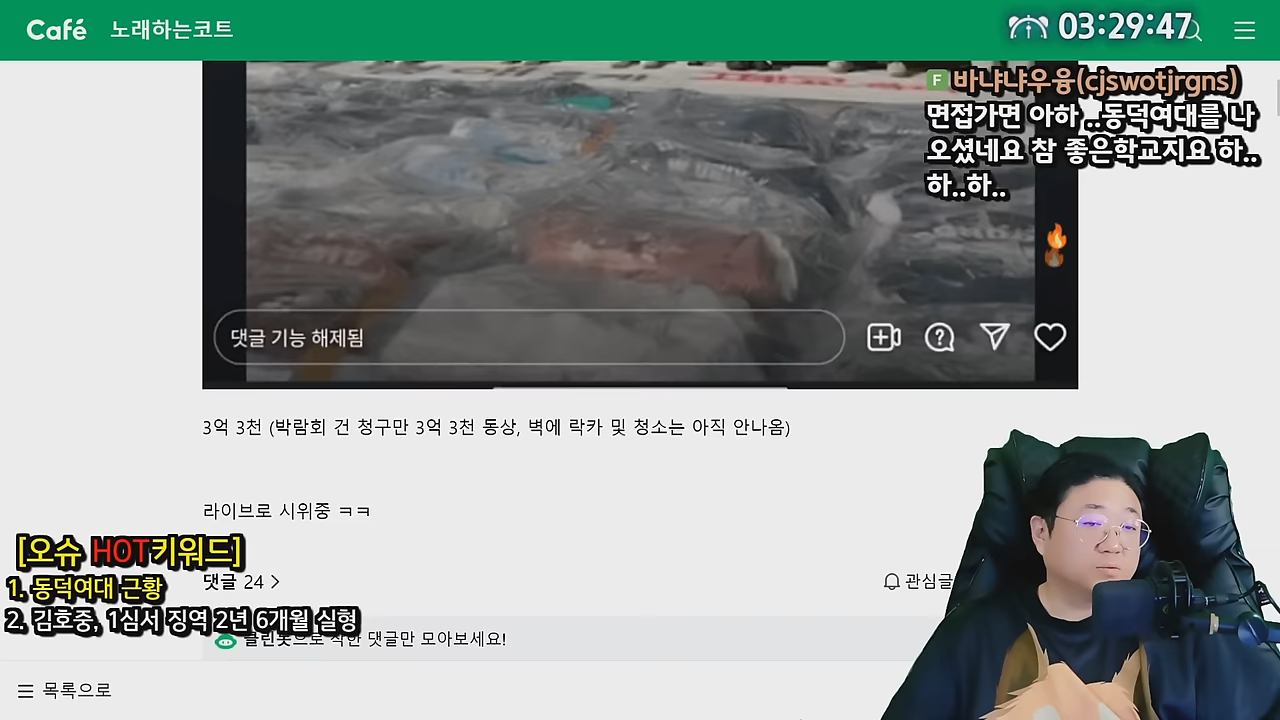 Café 노래하는코트
03:29:47
F 바냐냐우융(cjswotjrgns)
면접가면 아하 ..동덕여대를 나
오셨네요 참 좋은학교지요 하..
하..하..
댓글 기능 해제됨
3억 3천 (박람회 건 청구만 3억 3천 동상, 벽에 락카 및 청소는 아직 안나옴)
라이브로 시위중 ㅋㅋ
[오슈 HOT키워드]
1. 동덕여대 근황
2. 김호중, 1심서 징역 2년 6개월 실형
댓글 24
관심글
클린봇으로 착한 댓글만 모아보세요!
목록으로